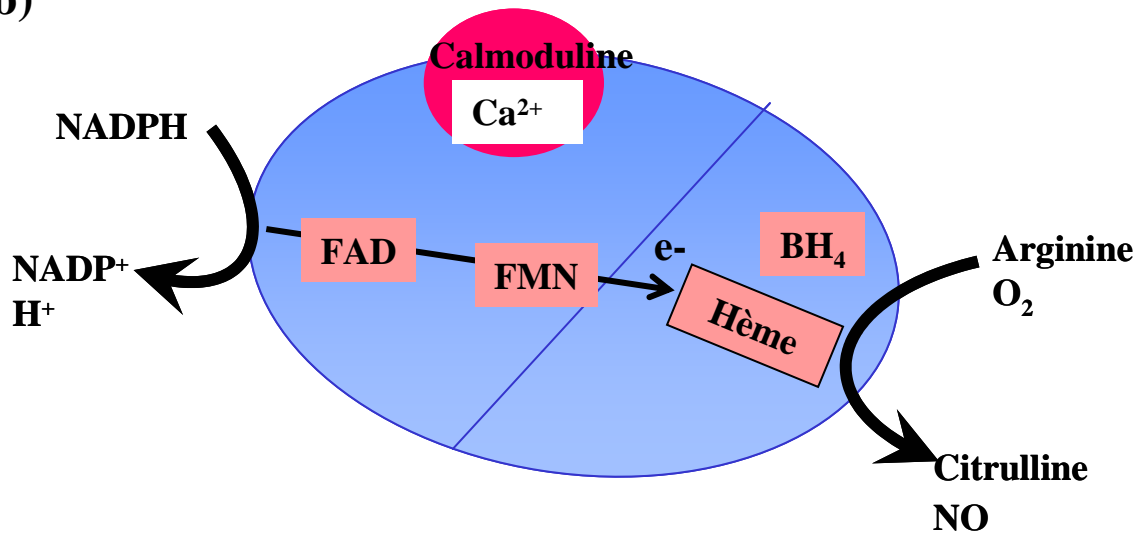 b)
Calmoduline
Ca²⁺
NADPH
FAD
FMN
e-
BH₄
Hème
NADP⁺
H⁺
Arginine
O₂
Citrulline
NO